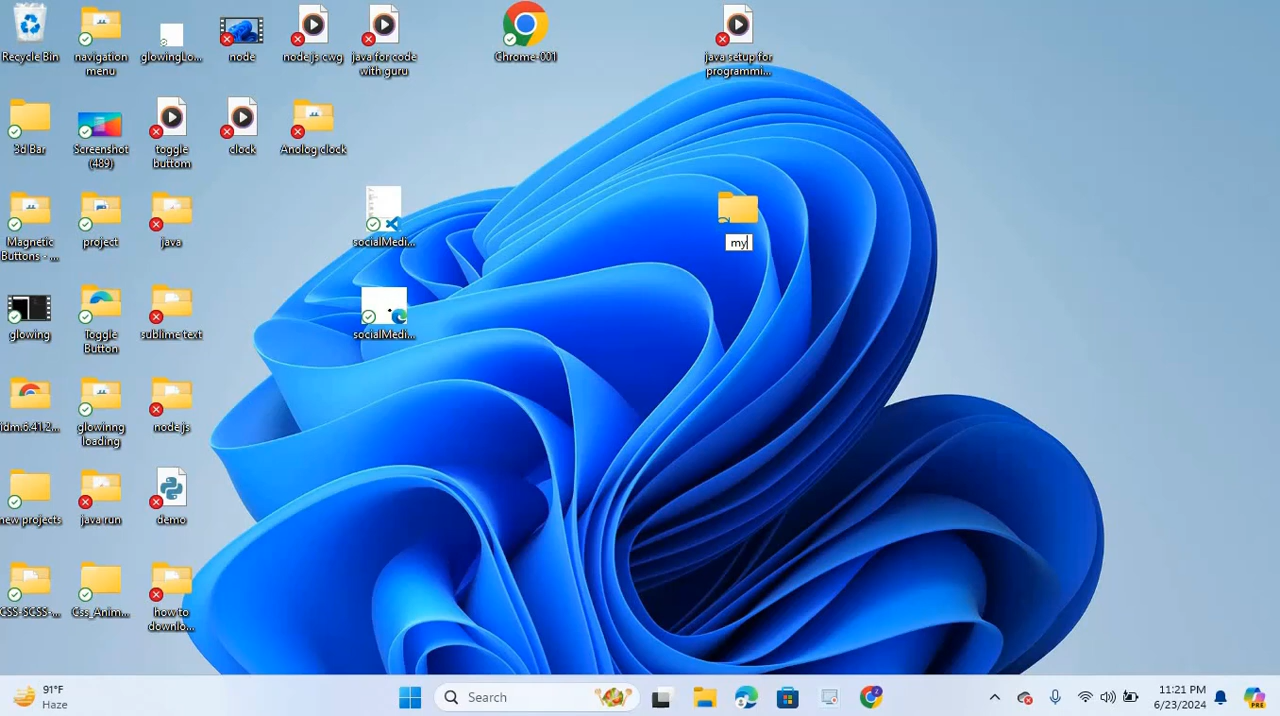 Recycle Bin
navigation
menu
glowingLo...
node
node.js cwg
java for code
with guru
Chrome-001
java setup for
programmi...
3d Bar
Screenshot
(489)
toggle
buttom
clock
Anolog clock
Magnetic
Buttons - ...
project
java
socialMedi...
my
glowing
Toggle
Button
sublime text
socialMedi...
idm.6.41.2...
glowinng
loading
node.js
new projects
java run
demo
CSS-SCSS-...
Css_Anim...
how to
downlo...
91°F
Haze
Search
11:21 PM
6/23/2024
2
PRE